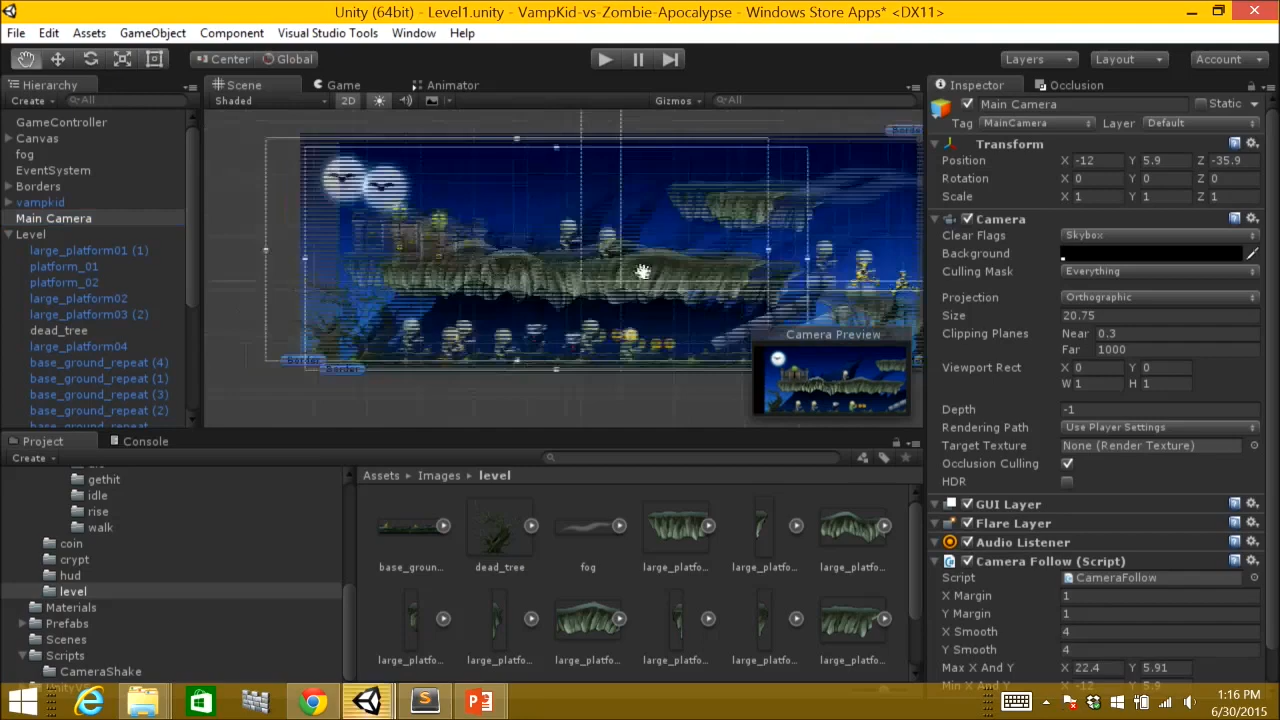 Unity (64bit) - Level1.unity - VampKid-vs-Zombie-Apocalypse - Windows Store Apps* <DX11>
File Edit Assets GameObject Component Visual Studio Tools Window Help
Center Global Layers Layout Account
Hierarchy
Create All
GameController
Canvas
fog
EventSystem
Borders
vampkid
Main Camera
Level
large_platform01 (1)
platform_01
platform_02
large_platform02
large_platform03 (2)
dead_tree
large_platform04
base_ground_repeat (4)
base_ground_repeat (1)
base_ground_repeat (3)
base_ground_repeat (2)
Scene Game Animator
Shaded 2D Gizmos All
Border
Border
Camera Preview
Inspector Occlusion
Main Camera Static
Tag MainCamera Layer Default
Transform
Position X -12 Y 5.9 Z -35.9
Rotation X 0 Y 0 Z 0
Scale X 1 Y 1 Z 1
Camera
Clear Flags Skybox
Background
Culling Mask Everything
Projection Orthographic
Size 20.75
Clipping Planes Near 0.3
Far 1000
Viewport Rect X 0 Y 0
W 1 H 1
Depth -1
Rendering Path Use Player Settings
Target Texture None (Render Texture)
Occlusion Culling
HDR
GUI Layer
Flare Layer
Audio Listener
Camera Follow (Script)
Script CameraFollow
X Margin 1
Y Margin 1
X Smooth 4
Y Smooth 4
Max X And Y X 22.4 Y 5.91
Project Console
Create
gethit
idle
rise
walk
coin
crypt
hud
level
Materials
Prefabs
Scenes
Scripts
CameraShake
Assets Images level
base_groun... dead_tree fog large_platfo... large_platfo... large_platfo...
large_platfo... large_platfo... large_platfo... large_platfo... large_platfo... large_platfo...
1:16 PM
6/30/2015